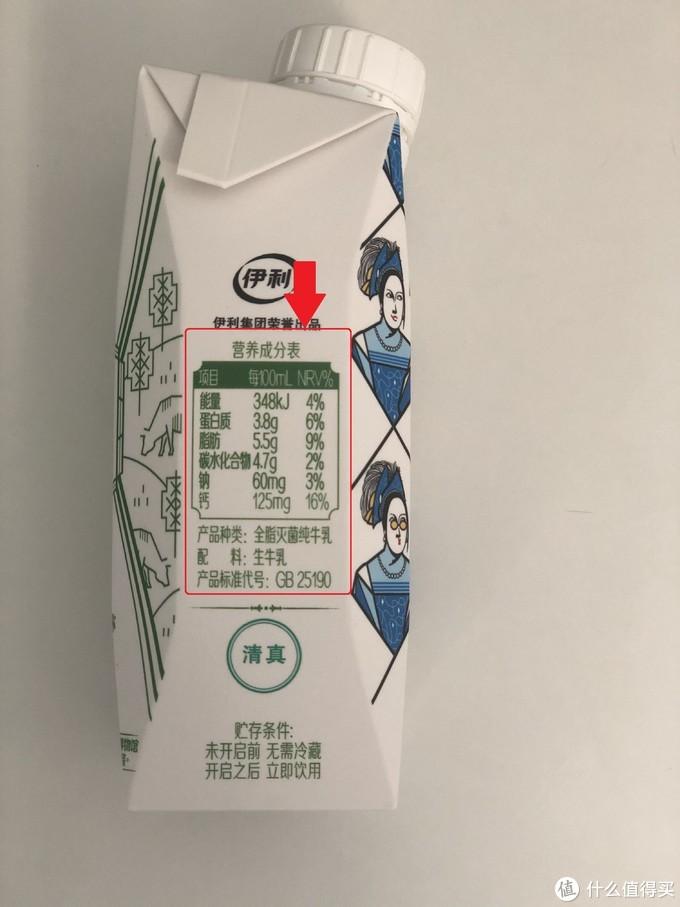 伊利
伊利集团荣誉出品
营养成分表
项目 每100mL NRV%
能量 348kJ 4%
蛋白质 3.8g 6%
脂肪 5.5g 9%
碳水化合物 4.7g 2%
钠 60mg 3%
钙 125mg 16%
产品种类：全脂灭菌纯牛乳
配 料：生牛乳
产品标准代号：GB 25190
清真
贮存条件:
未开启前 无需冷藏
开启之后 立即饮用
值 什么值得买